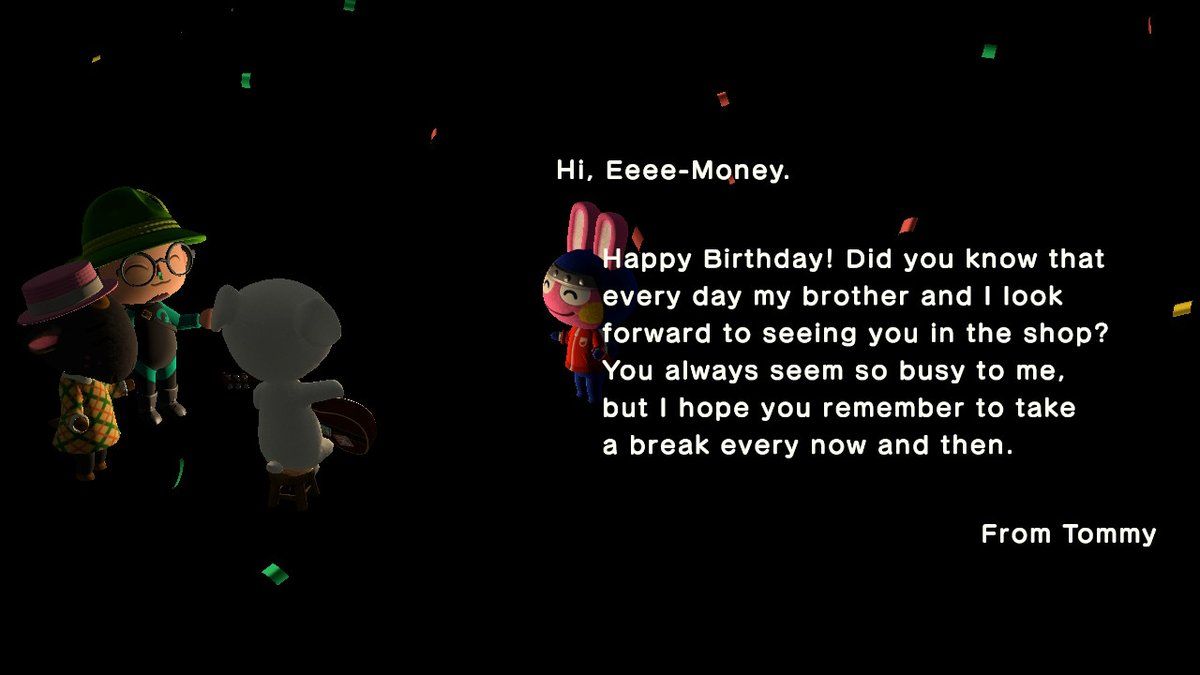 Hi, Eeee-Money.
Happy Birthday! Did you know that
every day my brother and I look
forward to seeing you in the shop?
You always seem so busy to me,
but I hope you remember to take
a break every now and then.
From Tommy